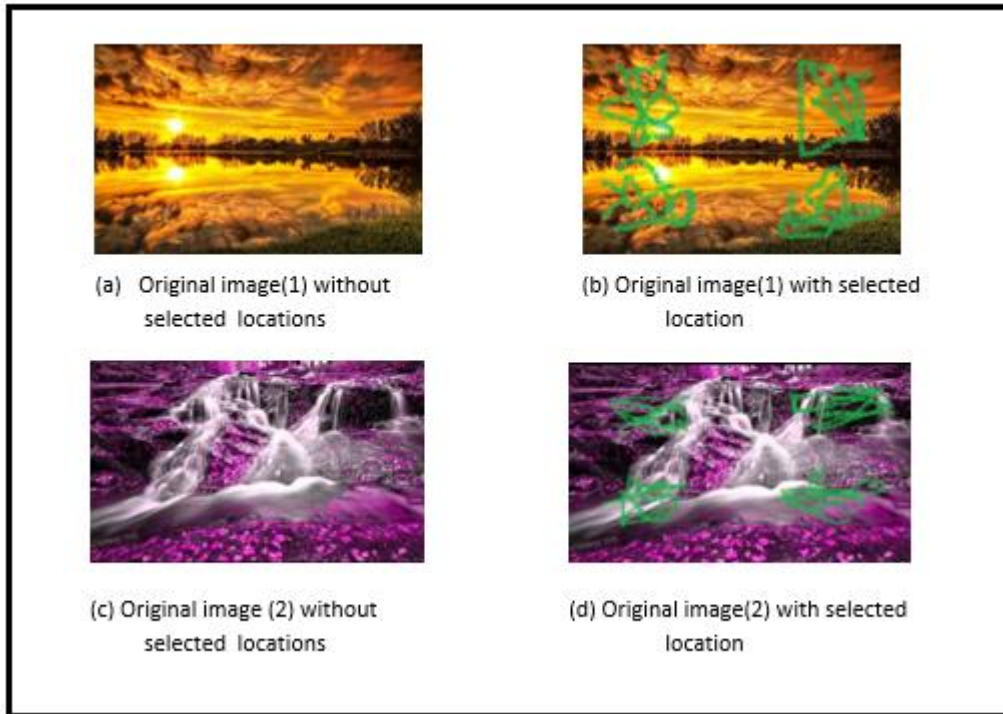 (a) Original image(1) without
selected locations
(b) Original image(1) with selected
location
(c) Original image (2) without
selected locations
(d) Original image(2) with selected
location